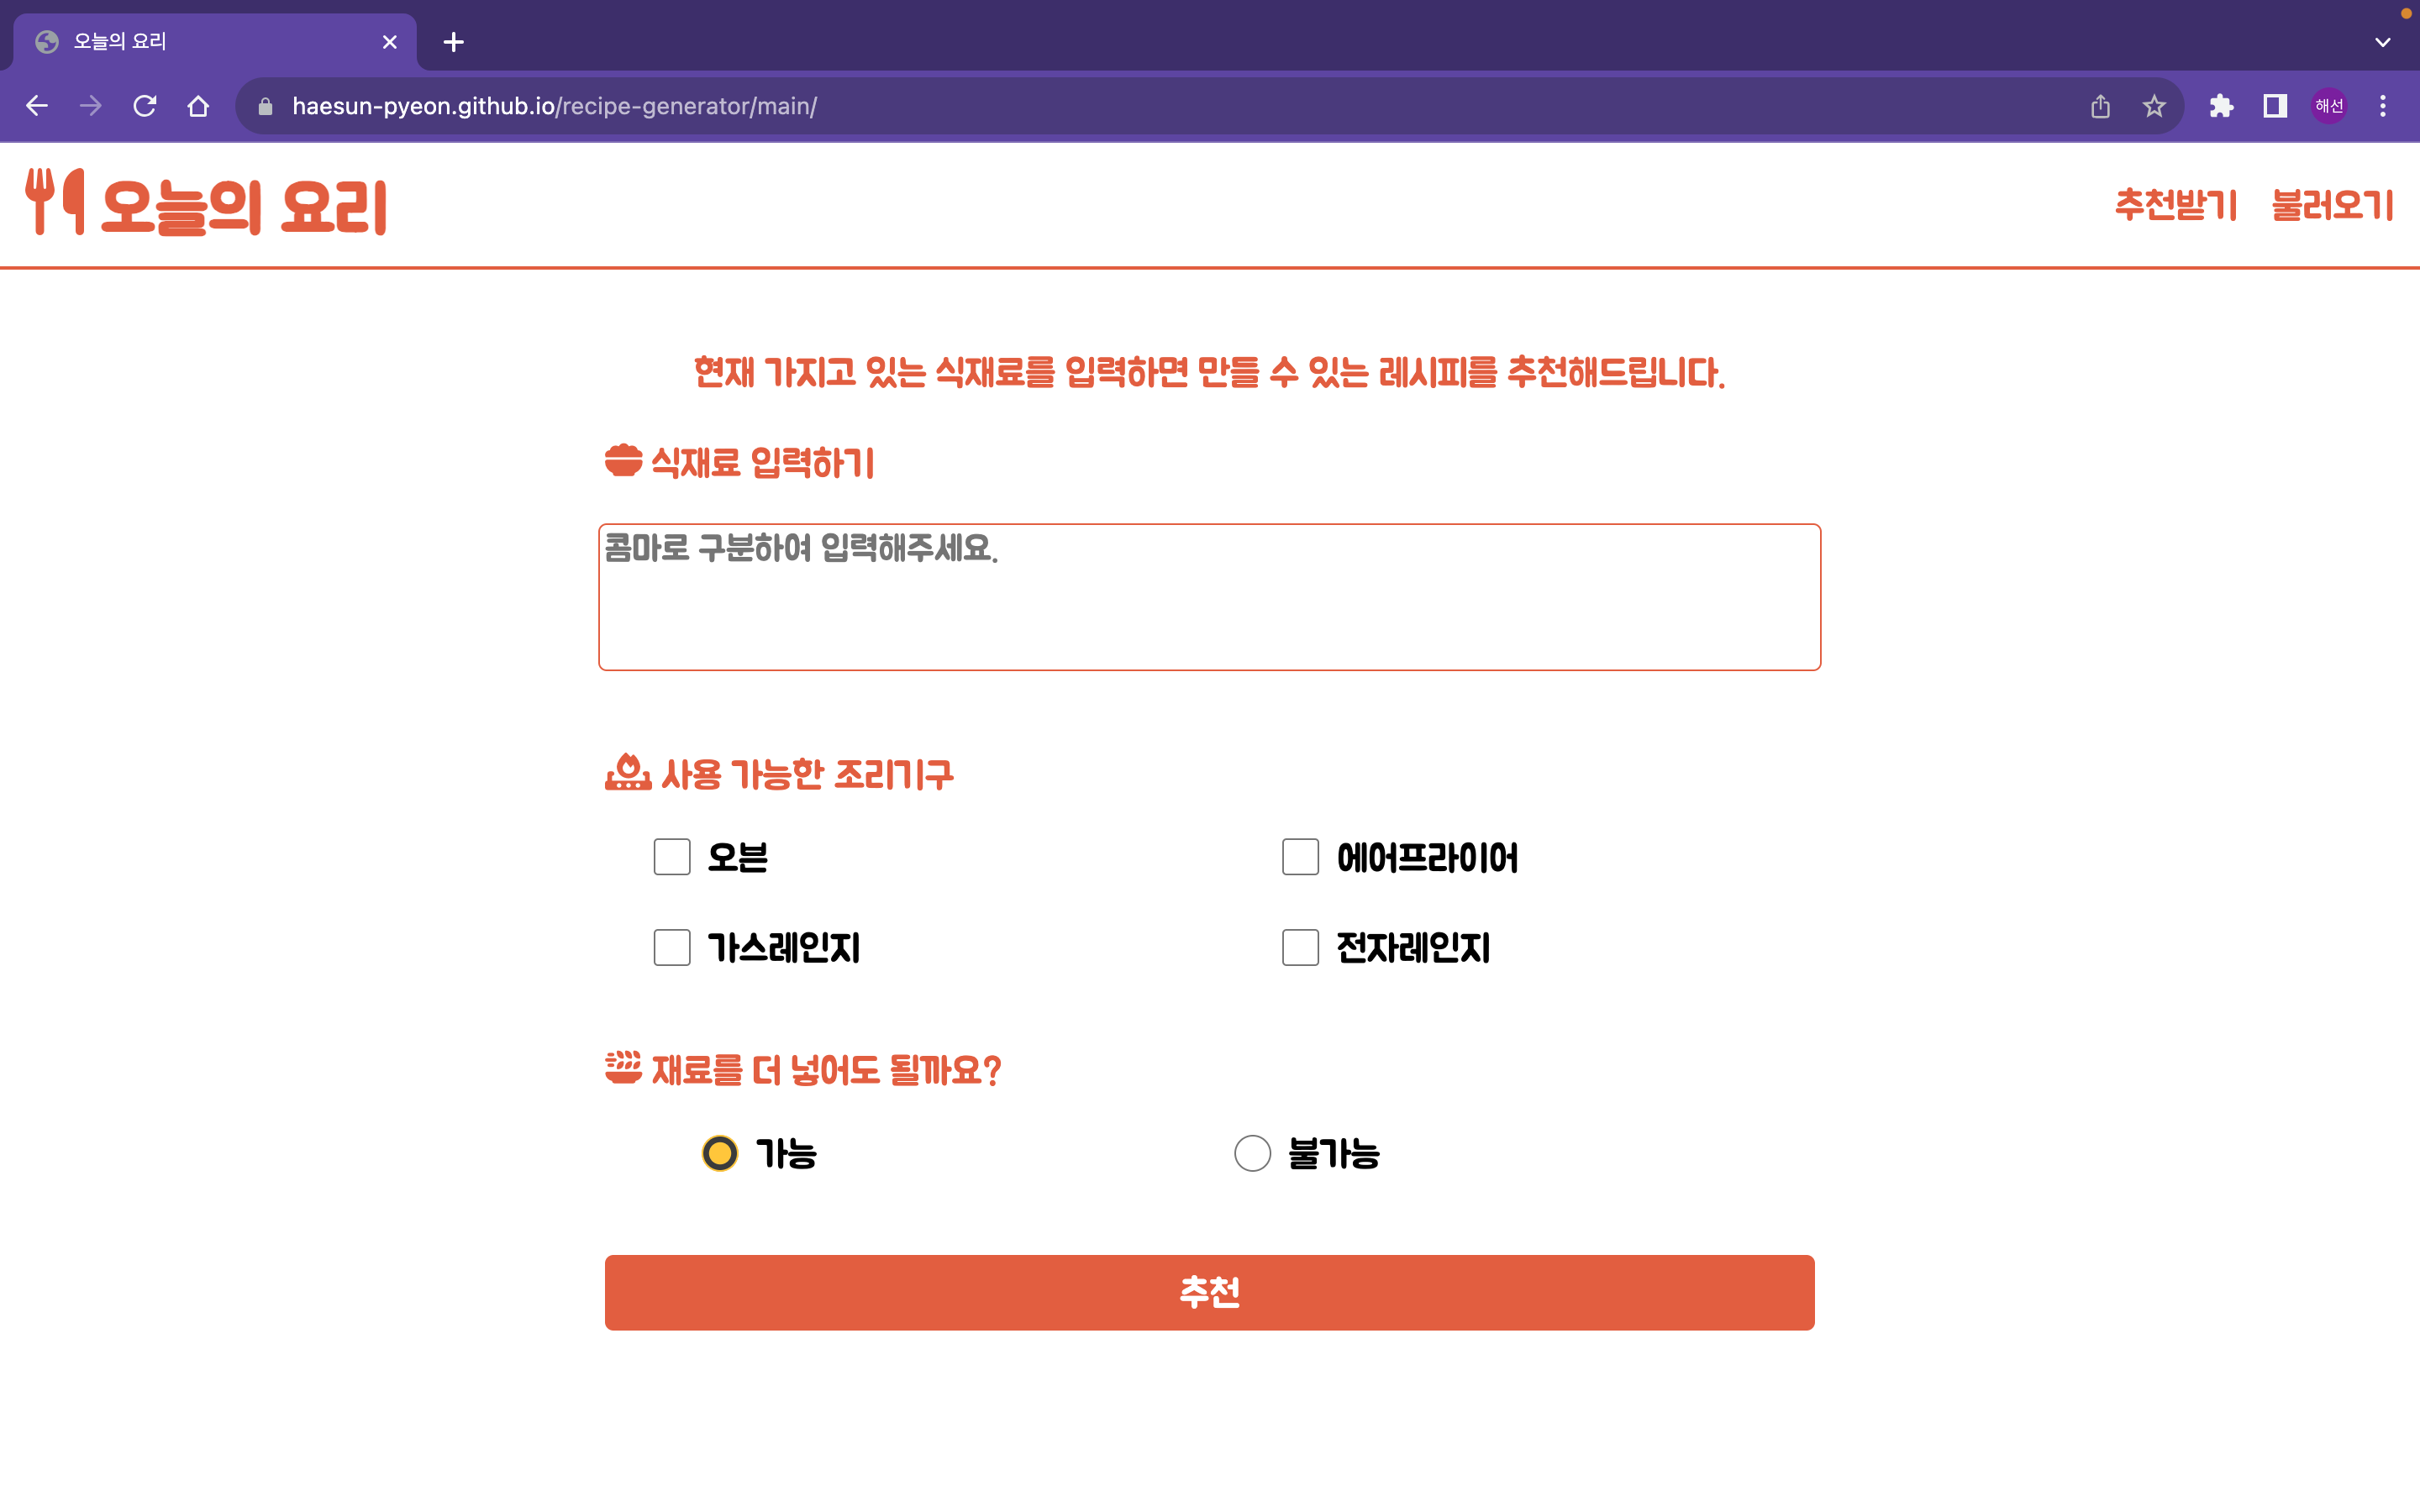 오늘의 요리
haesun-pyeon.github.io/recipe-generator/main/
해선
오늘의 요리
추천받기 불러오기
현재 가지고 있는 식재료를 입력하면 만들 수 있는 레시피를 추천해드립니다.
식재료 입력하기
콤마로 구분하여 입력해주세요.
사용 가능한 조리기구
오븐 에어프라이어
가스레인지 전자레인지
재료를 더 넣어도 될까요?
가능 불가능
추천